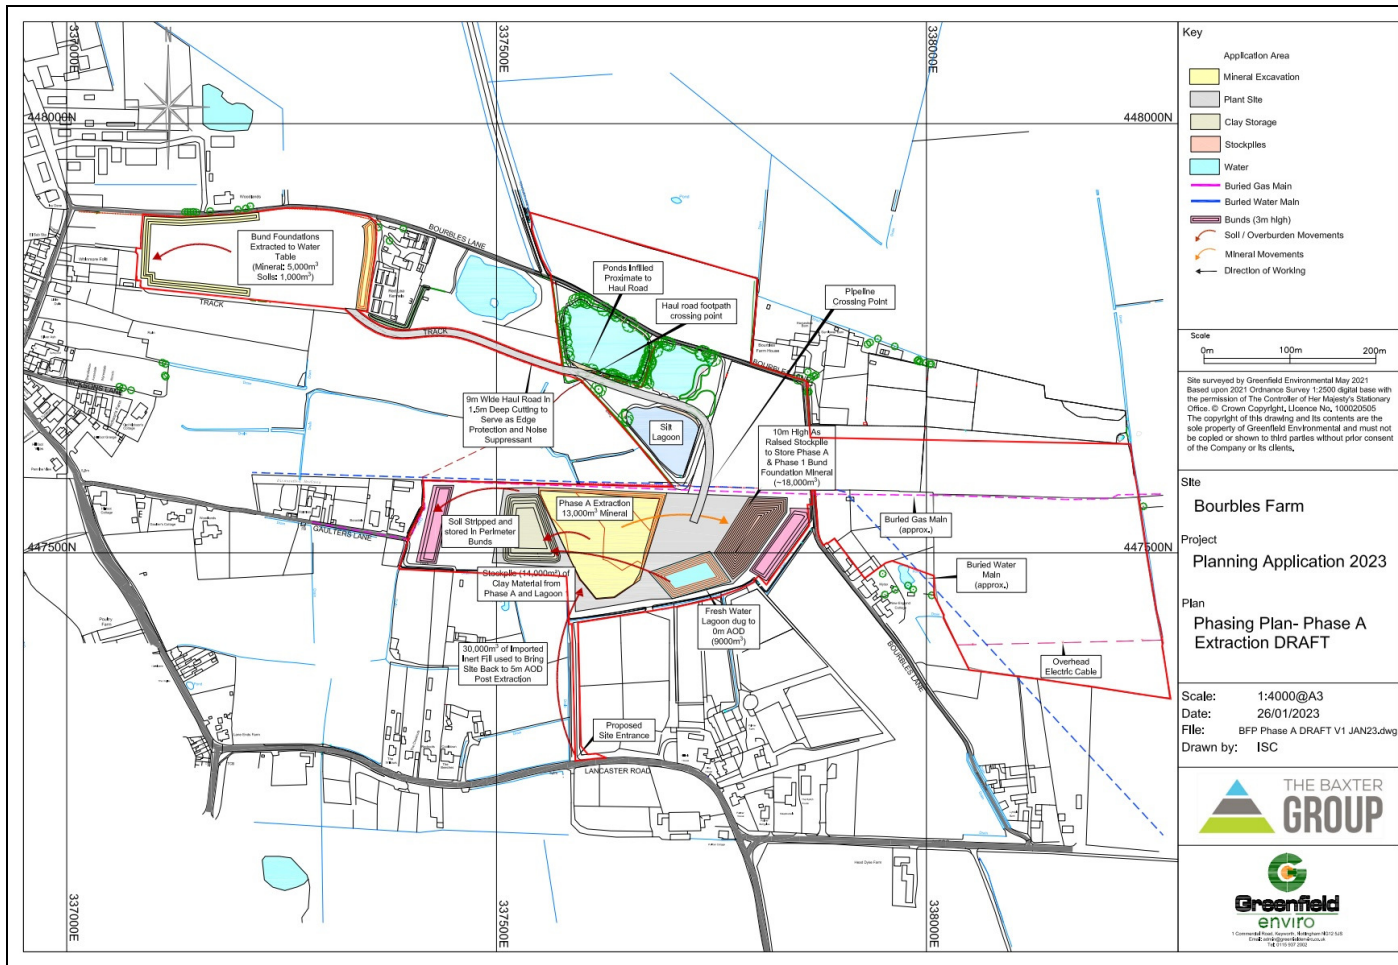 337000E
337500E
338000E
N
448000N
448000N
Woodlands
BOURBLES LANE
Bund Foundations
Extracted to Water
Table
(Mineral: 5,000m³
Soils: 1,000m³)
TRACK
TRACK
Ponds Infilled
Proximate to
Haul Road
Haul road footpath
crossing point
Pipeline
Crossing Point
Bourbles
Farm House
BOURBLES LANE
9m Wide Haul Road In
1.5m Deep Cutting to
Serve as Edge
Protection and Noise
Suppressant
Silt
Lagoon
10m High As
Raised Stockpile
to Store Phase A
& Phase 1 Bund
Foundation Mineral
(~18,000m³)
Phase A Extraction
13,000m³ Mineral
Soil Stripped and
stored In Perimeter
Bunds
GAULTERS LANE
Buried Gas Main
(approx.)
447500N
447500N
Buried Water
Main
(approx.)
Stockpile (14,000m³) of
Clay Material from
Phase A and Lagoon
Fresh Water
Lagoon dug to
0m AOD
(9000m³)
Poultry
Farm
30,000m³ of Imported
Inert Fill used to Bring
Site Back to 5m AOD
Post Extraction
BOURBLES LANE
Overhead
Electric Cable
Proposed
Site Entrance
LANCASTER ROAD
Head Dyke Farm
337000E
337500E
338000E
Key
Application Area
Mineral Excavation
Plant Site
Clay Storage
Stockpiles
Water
Buried Gas Main
Buried Water Main
Bunds (3m high)
Soil / Overburden Movements
Mineral Movements
Direction of Working
Scale
0m 100m 200m
Site surveyed by Greenfield Environmental May 2021
Based upon 2021 Ordnance Survey 1:2500 digital base with
the permission of The Controller of Her Majesty's Stationary
Office. © Crown Copyright, Licence No. 100020505
The copyright of this drawing and its contents are the
sole property of Greenfield Environmental and must not
be copied or shown to third parties without prior consent
of the Company or its clients.
Site
Bourbles Farm
Project
Planning Application 2023
Plan
Phasing Plan- Phase A
Extraction DRAFT
Scale: 1:4000@A3
Date: 26/01/2023
File: BFP Phase A DRAFT V1 JAN23.dwg
Drawn by: ISC
THE BAXTER
GROUP
Greenfield
enviro